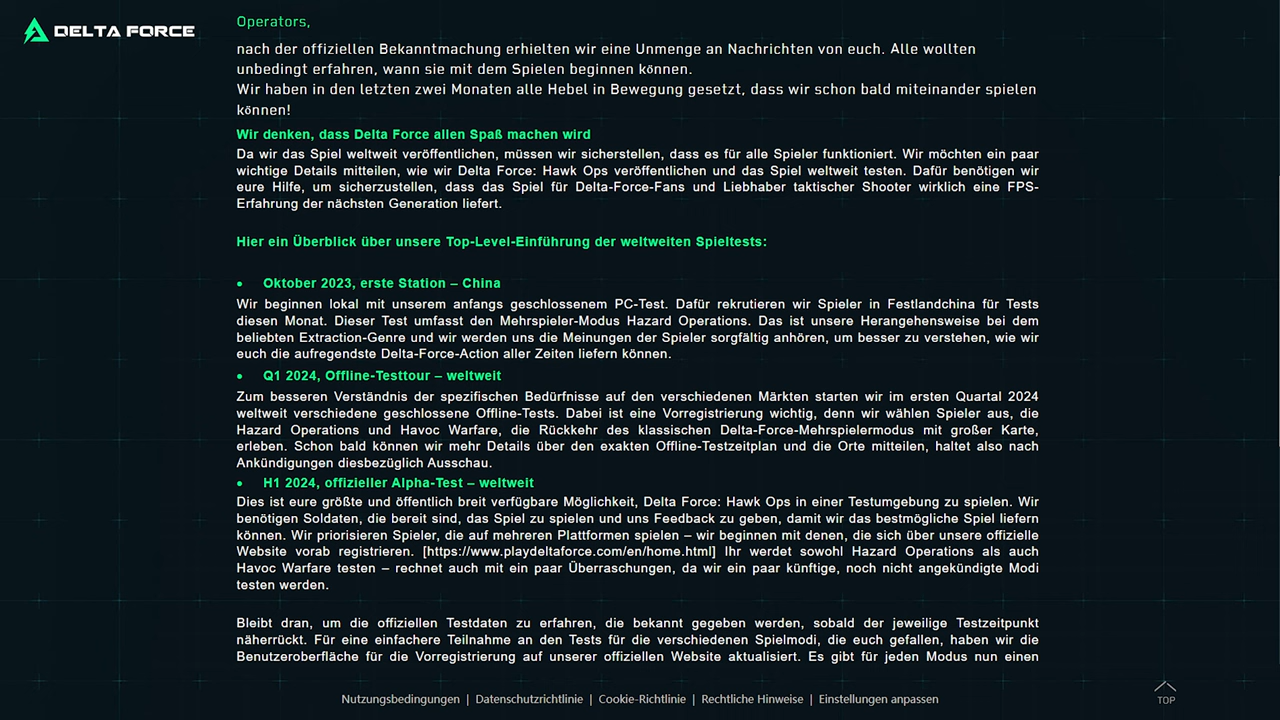 DELTA FORCE
Operators,
nach der offiziellen Bekanntmachung erhielten wir eine Unmenge an Nachrichten von euch. Alle wollten
unbedingt erfahren, wann sie mit dem Spielen beginnen können.
Wir haben in den letzten zwei Monaten alle Hebel in Bewegung gesetzt, dass wir schon bald miteinander spielen
können!
Wir denken, dass Delta Force allen Spaß machen wird
Da wir das Spiel weltweit veröffentlichen, müssen wir sicherstellen, dass es für alle Spieler funktioniert. Wir möchten ein paar
wichtige Details mitteilen, wie wir Delta Force: Hawk Ops veröffentlichen und das Spiel weltweit testen. Dafür benötigen wir
eure Hilfe, um sicherzustellen, dass das Spiel für Delta-Force-Fans und Liebhaber taktischer Shooter wirklich eine FPS-
Erfahrung der nächsten Generation liefert.
Hier ein Überblick über unsere Top-Level-Einführung der weltweiten Spieltests:
• Oktober 2023, erste Station – China
Wir beginnen lokal mit unserem anfangs geschlossenem PC-Test. Dafür rekrutieren wir Spieler in Festlandchina für Tests
diesen Monat. Dieser Test umfasst den Mehrspieler-Modus Hazard Operations. Das ist unsere Herangehensweise bei dem
beliebten Extraction-Genre und wir werden uns die Meinungen der Spieler sorgfältig anhören, um besser zu verstehen, wie wir
euch die aufregendste Delta-Force-Action aller Zeiten liefern können.
• Q1 2024, Offline-Testtour – weltweit
Zum besseren Verständnis der spezifischen Bedürfnisse auf den verschiedenen Märkten starten wir im ersten Quartal 2024
weltweit verschiedene geschlossene Offline-Tests. Dabei ist eine Vorregistrierung wichtig, denn wir wählen Spieler aus, die
Hazard Operations und Havoc Warfare, die Rückkehr des klassischen Delta-Force-Mehrspielermodus mit großer Karte,
erleben. Schon bald können wir mehr Details über den exakten Offline-Testzeitplan und die Orte mitteilen, haltet also nach
Ankündigungen diesbezüglich Ausschau.
• H1 2024, offizieller Alpha-Test – weltweit
Dies ist eure größte und öffentlich breit verfügbare Möglichkeit, Delta Force: Hawk Ops in einer Testumgebung zu spielen. Wir
benötigen Soldaten, die bereit sind, das Spiel zu spielen und uns Feedback zu geben, damit wir das bestmögliche Spiel liefern
können. Wir priorisieren Spieler, die auf mehreren Plattformen spielen – wir beginnen mit denen, die sich über unsere offizielle
Website vorab registrieren. [https://www.playdeltaforce.com/en/home.html] Ihr werdet sowohl Hazard Operations als auch
Havoc Warfare testen – rechnet auch mit ein paar Überraschungen, da wir ein paar künftige, noch nicht angekündigte Modi
testen werden.
Bleibt dran, um die offiziellen Testdaten zu erfahren, die bekannt gegeben werden, sobald der jeweilige Testzeitpunkt
näherrückt. Für eine einfachere Teilnahme an den Tests für die verschiedenen Spielmodi, die euch gefallen, haben wir die
Benutzeroberfläche für die Vorregistrierung auf unserer offiziellen Website aktualisiert. Es gibt für jeden Modus nun einen
Nutzungsbedingungen | Datenschutzrichtlinie | Cookie-Richtlinie | Rechtliche Hinweise | Einstellungen anpassen
TOP